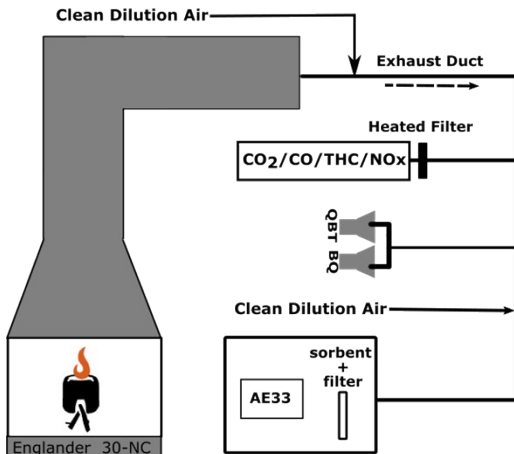 Clean Dilution Air
Exhaust Duct
Heated Filter
CO2/CO/THC/NOx
QBT
BQ
Clean Dilution Air
sorbent
+
filter
AE33
Englander 30-NC